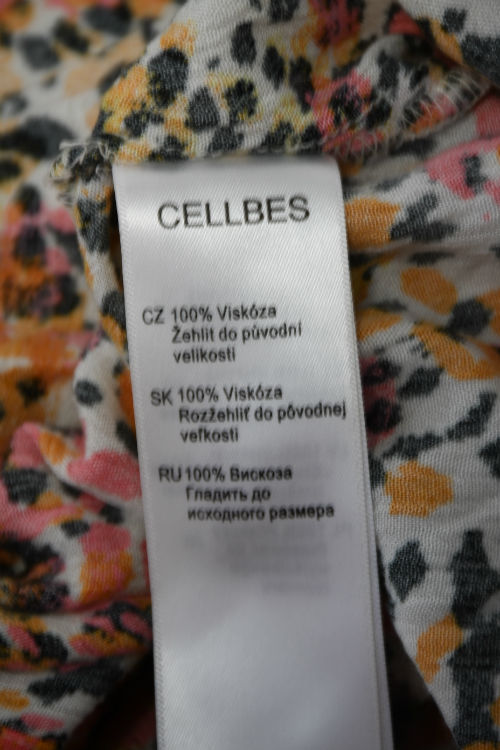 CELLBES
CZ 100% Viskóza
Žehlit do původní
velikosti
SK 100% Viskóza
Rozžehliť do pôvodnej
veľkosti
RU 100% Вискоза
Гладить до
исходного размера